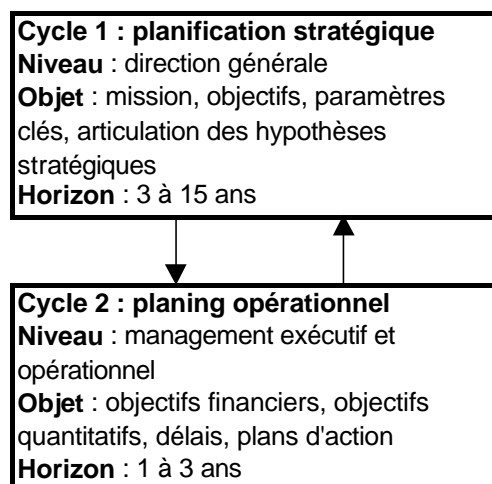 Cycle 1 : planification stratégique
Niveau : direction générale
Objet : mission, objectifs, paramètres
clés, articulation des hypothèses
stratégiques
Horizon : 3 à 15 ans
Cycle 2 : planing opérationnel
Niveau : management exécutif et
opérationnel
Objet : objectifs financiers, objectifs
quantitatifs, délais, plans d'action
Horizon : 1 à 3 ans